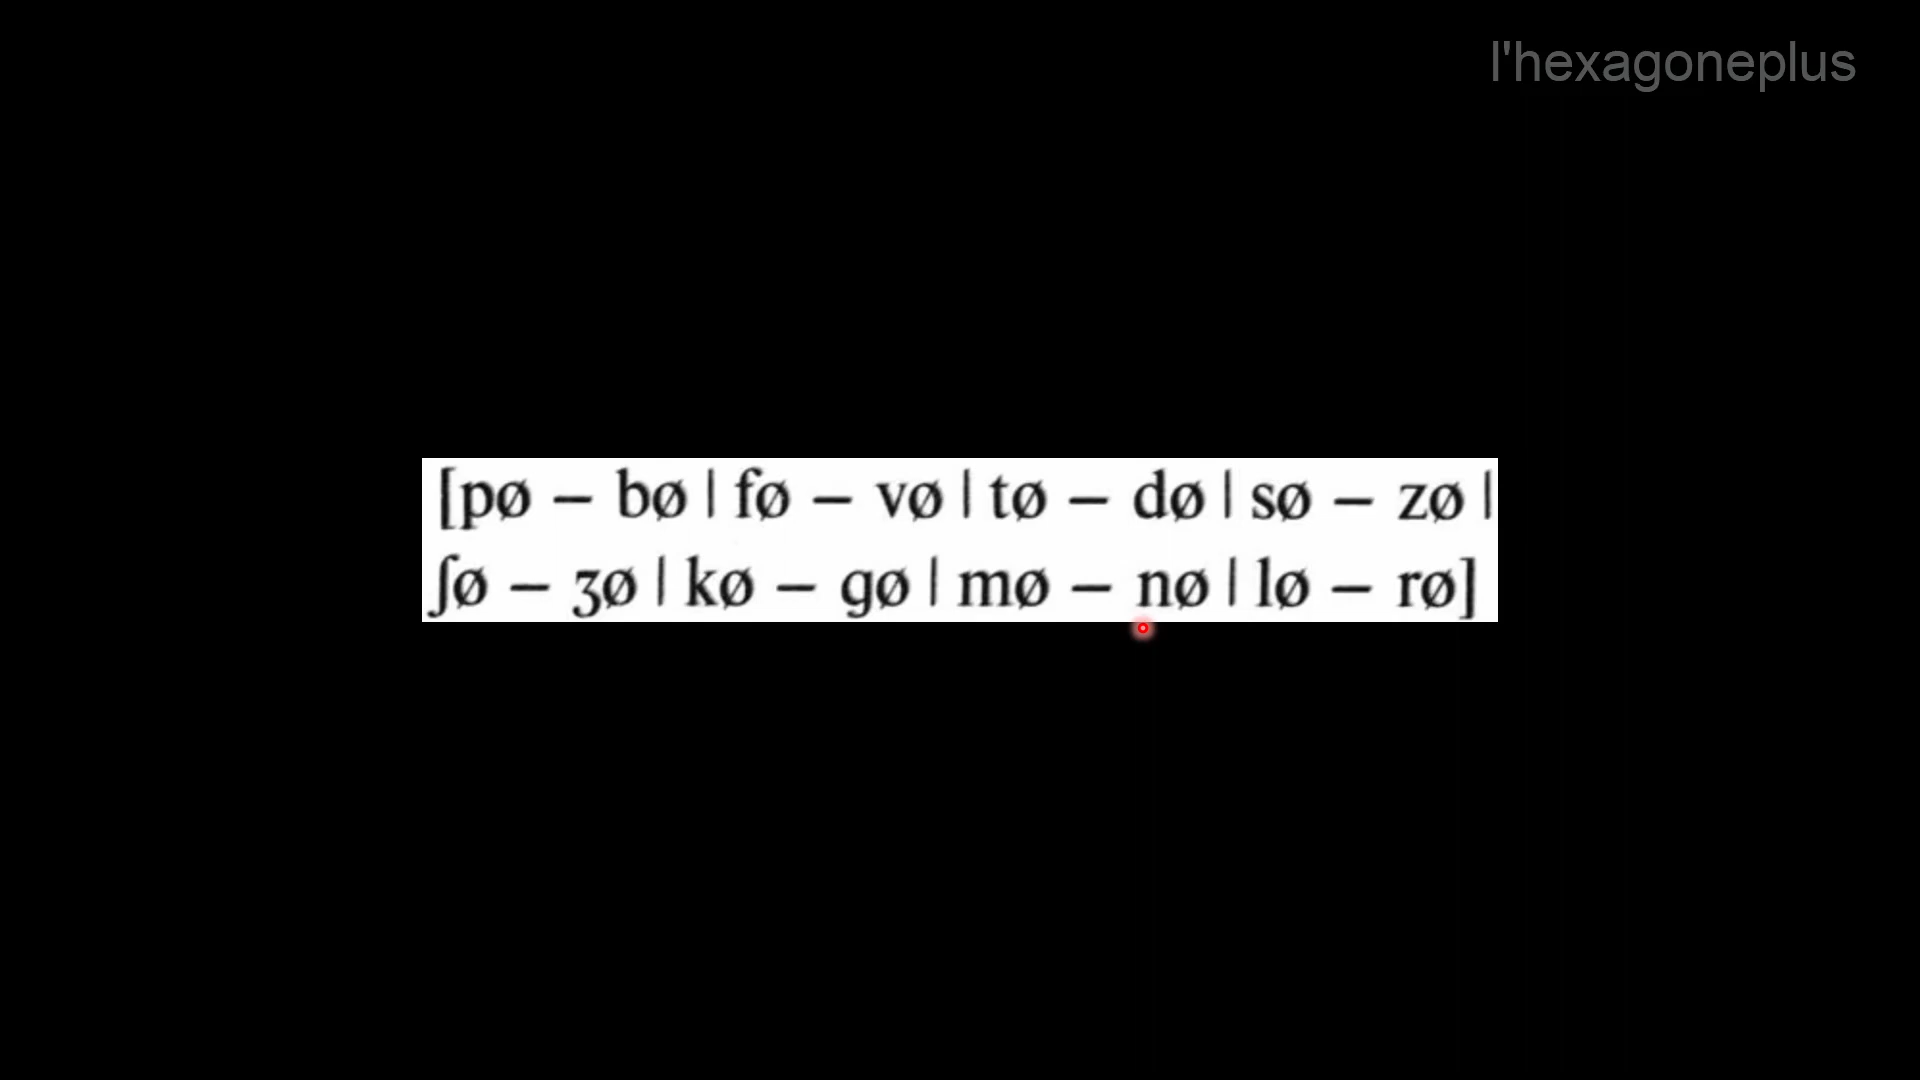 l'hexagoneplus
[pø – bø | fø – vø | tø – dø | sø – zø |
ʃø – ʒø | kø – gø | mø – nø | lø – rø]